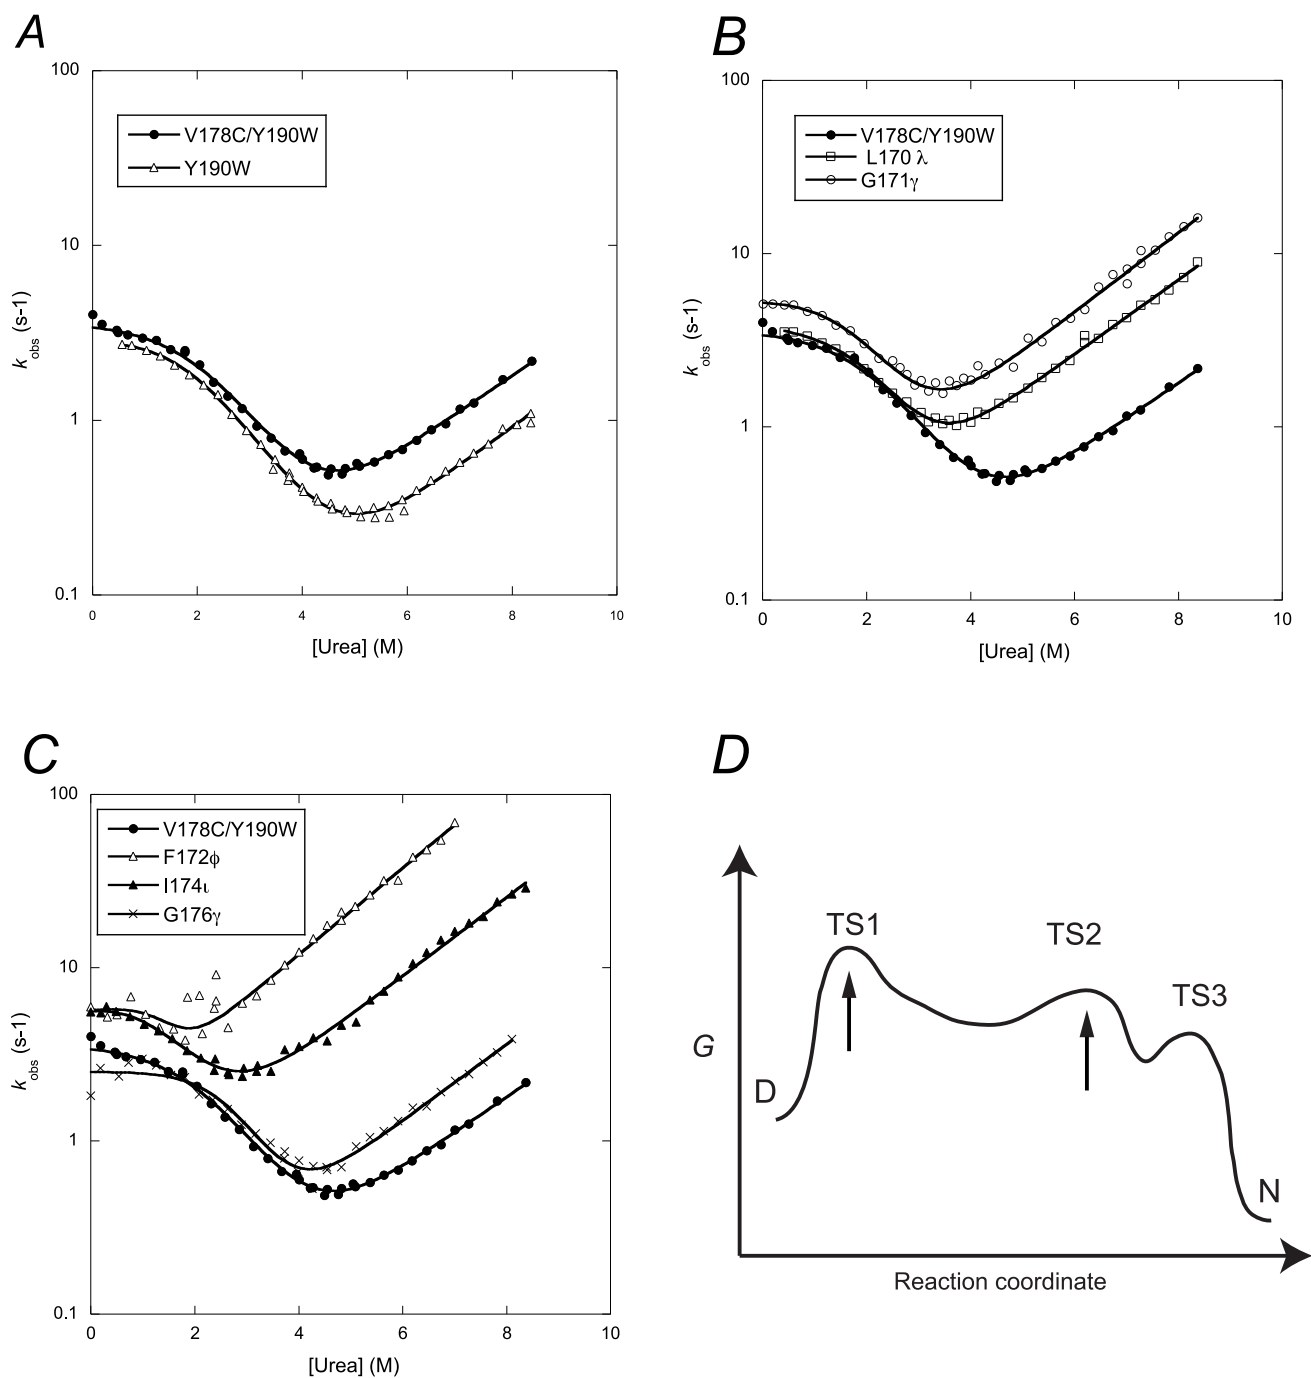 A
100
10
1
0.1
k obs (s-1)
V178C/Y190W
Y190W
0 2 4 6 8 10
[Urea] (M)
B
100
10
1
0.1
k obs (s-1)
V178C/Y190W
L170 λ
G171γ
0 2 4 6 8 10
[Urea] (M)
C
100
10
1
0.1
k obs (s-1)
V178C/Y190W
F172ϕ
I174ι
G176γ
0 2 4 6 8 10
[Urea] (M)
D
TS1
TS2
TS3
G
D
N
Reaction coordinate